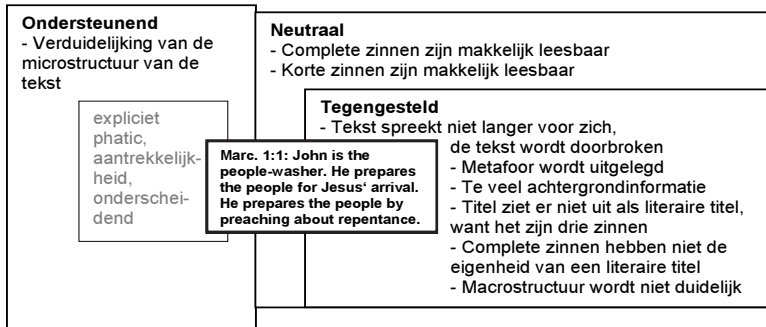 Ondersteunend
- Verduidelijking van de
microstructuur van de
tekst
expliciet
phatic,
aantrekkelijk-
heid,
onderschei-
dend
Marc. 1:1: John is the
people-washer. He prepares
the people for Jesus‘ arrival.
He prepares the people by
preaching about repentance.
Neutraal
- Complete zinnen zijn makkelijk leesbaar
- Korte zinnen zijn makkelijk leesbaar
Tegengesteld
- Tekst spreekt niet langer voor zich,
de tekst wordt doorbroken
- Metafoor wordt uitgelegd
- Te veel achtergrondinformatie
- Titel ziet er niet uit als literaire titel,
want het zijn drie zinnen
- Complete zinnen hebben niet de
eigenheid van een literaire titel
- Macrostructuur wordt niet duidelijk